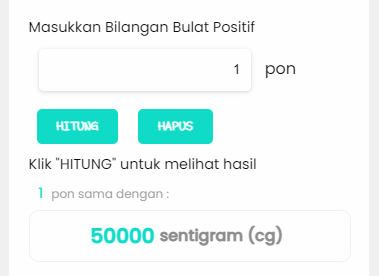 Masukkan Bilangan Bulat Positif
1 pon
HITUNG HAPUS
Klik "HITUNG" untuk melihat hasil
1 pon sama dengan :
50000 sentigram (cg)